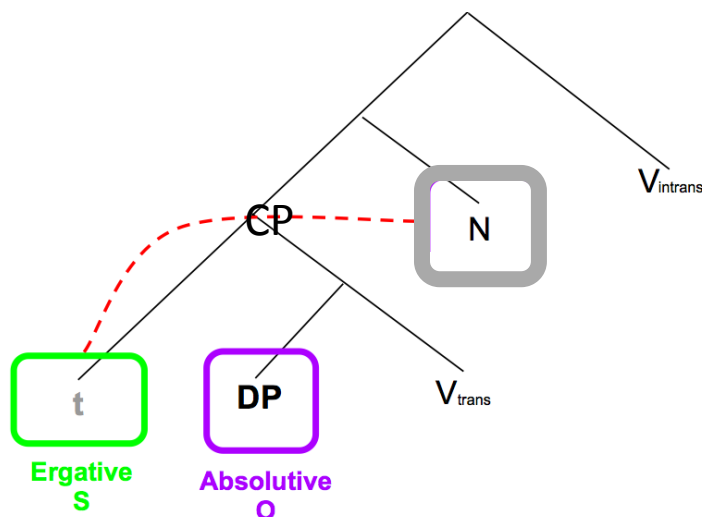 Vintrans
CP
N
t
DP
Vtrans
Ergative
S
Absolutive
O